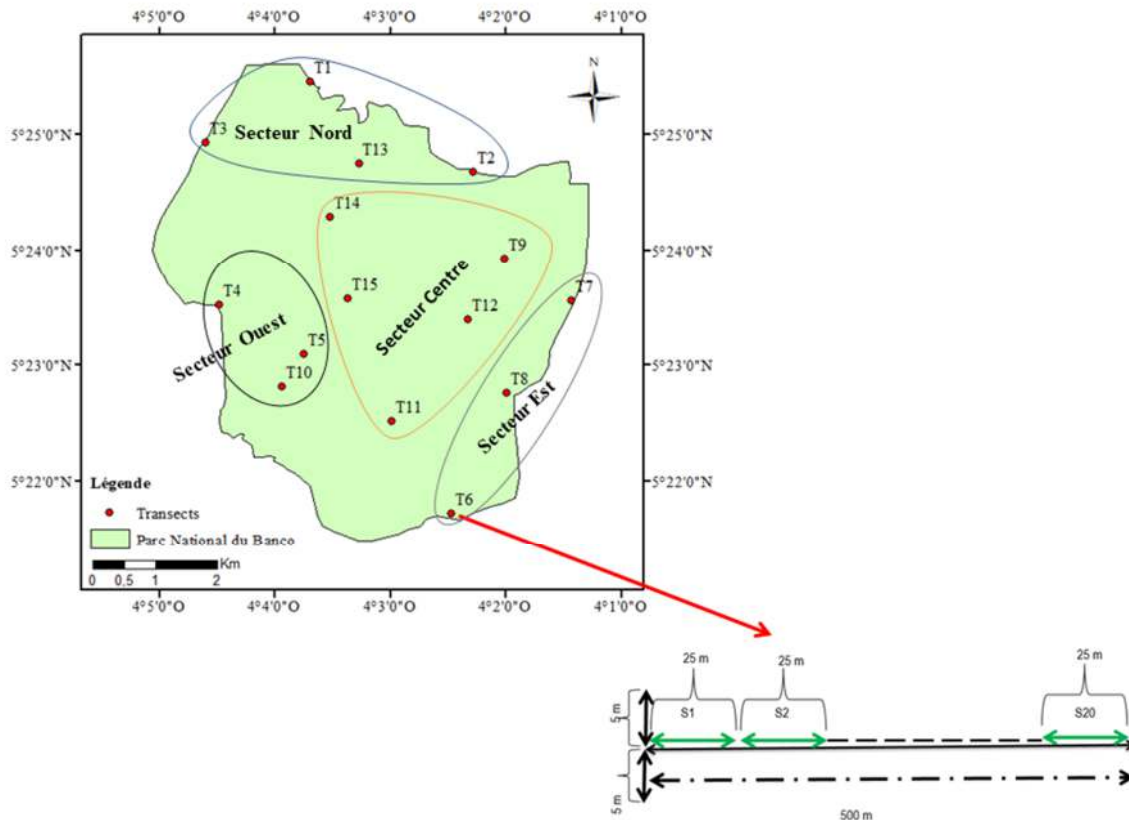 4°5'0"O 4°4'0"O 4°3'0"O 4°2'0"O 4°1'0"O
N
T1
5°25'0"N T3 Secteur Nord 5°25'0"N
T13 T2
T14
5°24'0"N T9 5°24'0"N
T4 T15 Secteur Centre T12 T7
Secteur Ouest
5°23'0"N T5 5°23'0"N
T10 T8
T11 Secteur Est
5°22'0"N 5°22'0"N
Légende T6
Transects
Parc National du Banco
Km
0 0,5 1 2
4°5'0"O 4°4'0"O 4°3'0"O 4°2'0"O 4°1'0"O
25 m 25 m 25 m
5 m S1 S2 S20
5 m
500 m